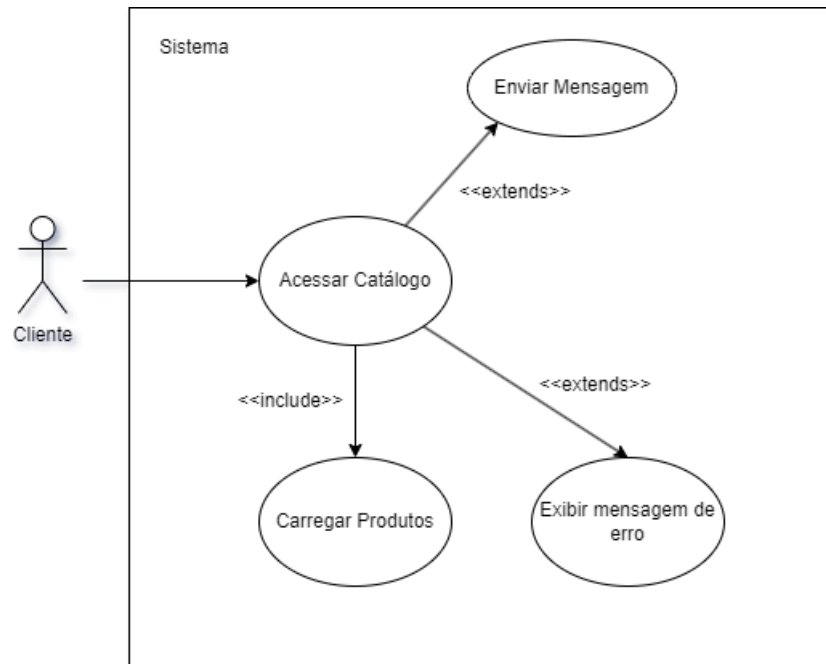 Sistema
Enviar Mensagem
<<extends>>
Acessar Catálogo
Cliente
<<extends>>
<<include>>
Carregar Produtos
Exibir mensagem de
erro